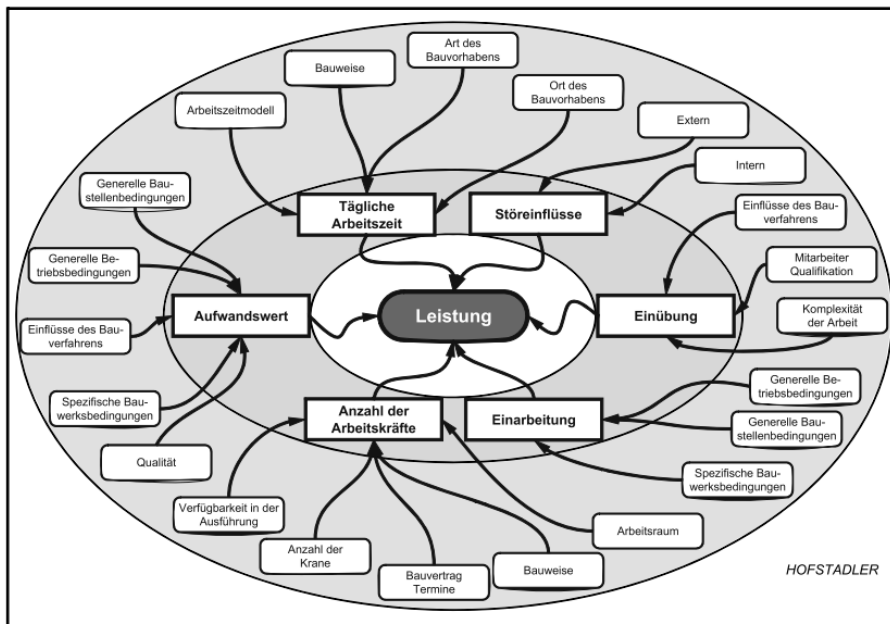 Art des
Bauvorhabens
Bauweise
Ort des
Bauvorhabens
Arbeitszeitmodell
Extern
Intern
Generelle Bau-
stellenbedingungen
Tägliche
Arbeitszeit
Störeinflüsse
Einflüsse des Bau-
verfahrens
Generelle Be-
triebsbedingungen
Mitarbeiter
Qualifikation
Aufwandswert
Leistung
Einübung
Komplexität
der Arbeit
Einflüsse des Bau-
verfahrens
Generelle Be-
triebsbedingungen
Spezifische Bau-
werksbedingungen
Anzahl der
Arbeitskräfte
Einarbeitung
Generelle Bau-
stellenbedingungen
Qualität
Spezifische Bau-
werksbedingungen
Verfügbarkeit in der
Ausführung
Arbeitsraum
Anzahl der
Krane
Bauvertrag
Termine
Bauweise
HOFSTADLER